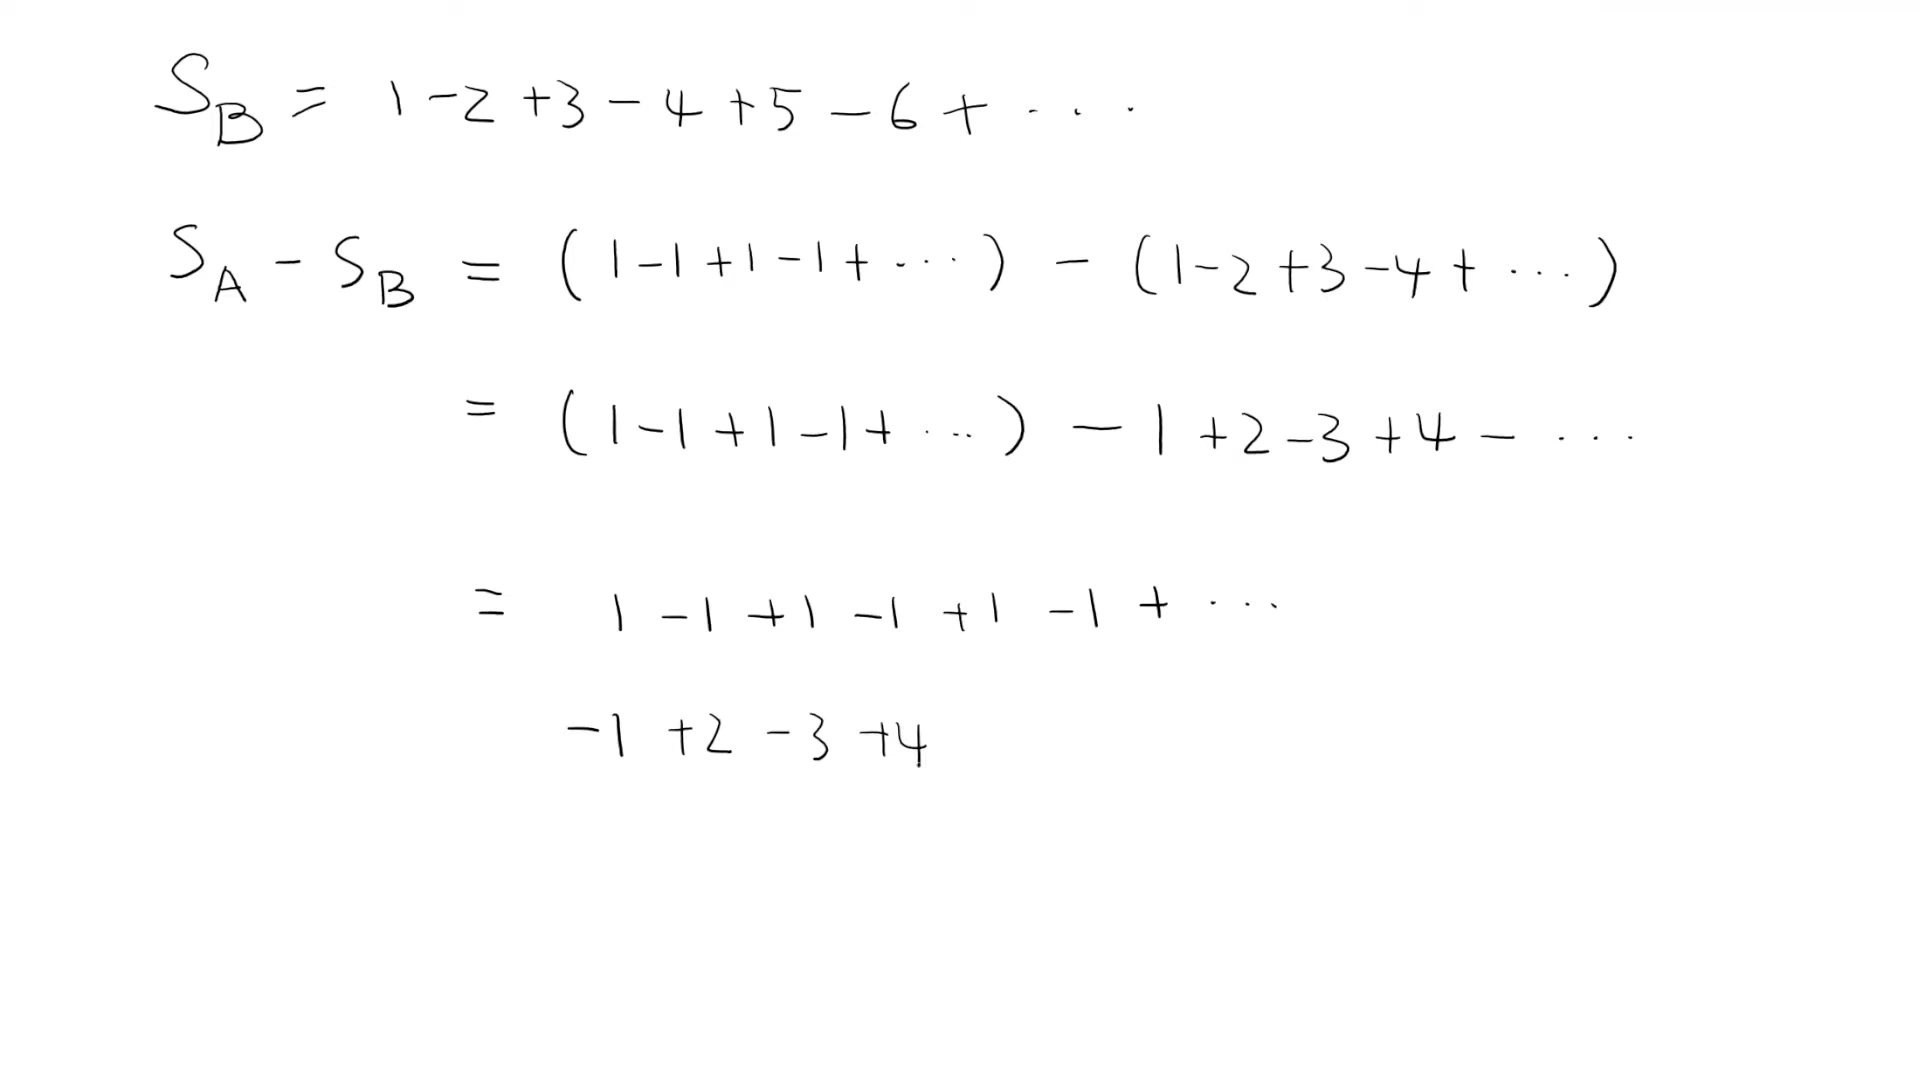 S_B = 1 - 2 + 3 - 4 + 5 - 6 + ...
S_A - S_B = (1 - 1 + 1 - 1 + ...) - (1 - 2 + 3 - 4 + ...)
= (1 - 1 + 1 - 1 + ...) - 1 + 2 - 3 + 4 - ...
= 1 - 1 + 1 - 1 + 1 - 1 + ...
-1 + 2 - 3 + 4